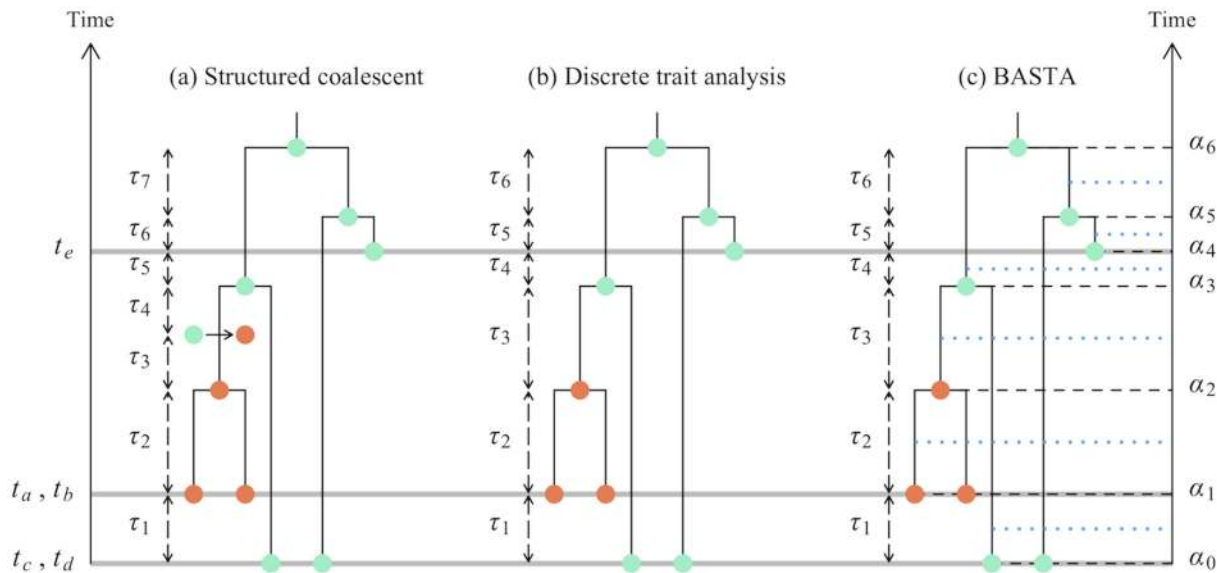 Time
Time
(a) Structured coalescent
(b) Discrete trait analysis
(c) BASTA
τ₇
τ₆
τ₅
τ₄
τ₃
τ₂
τ₁
tₑ
t_a , t_b
t_c , t_d
τ₆
τ₅
τ₄
τ₃
τ₂
τ₁
τ₆
τ₅
τ₄
τ₃
τ₂
τ₁
α₆
α₅
α₄
α₃
α₂
α₁
α₀